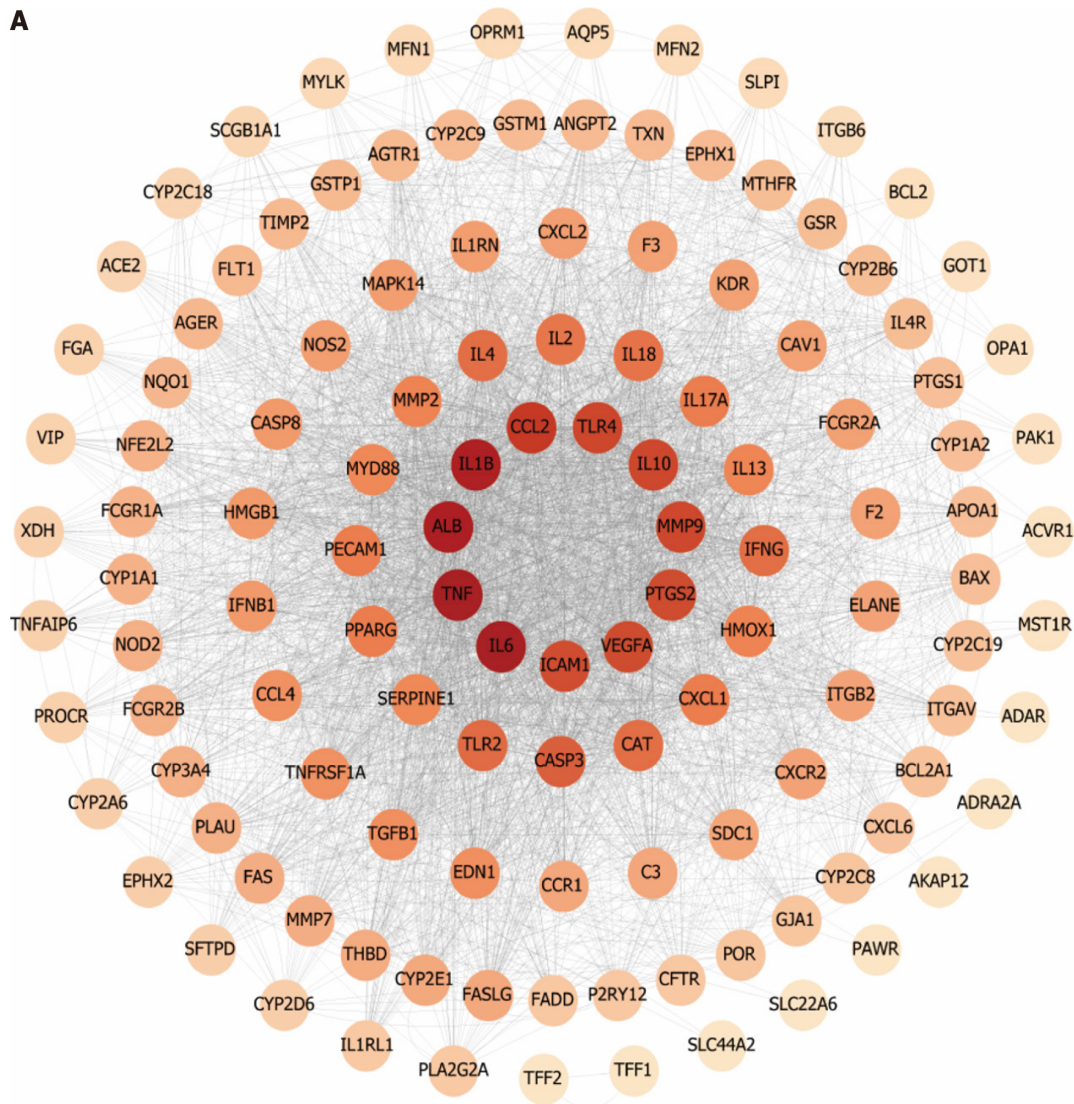 A
OPRM1
AQP5
MFN1
MFN2
MYLK
SLPI
SCGB1A1
ITGB6
CYP2C9
GSTM1
ANGPT2
TXN
AGTR1
EPHX1
CYP2C18
GSTP1
MTHFR
BCL2
TIMP2
GSR
ACE2
FLT1
IL1RN
CXCL2
F3
CYP2B6
GOT1
MAPK14
KDR
AGER
IL4R
FGA
NOS2
IL4
IL2
IL18
CAV1
OPA1
NQO1
MMP2
IL17A
PTGS1
VIP
NFE2L2
CASP8
CCL2
TLR4
FCGR2A
CYP1A2
PAK1
MYD88
IL1B
IL10
IL13
XDH
FCGR1A
HMGB1
ALB
MMP9
F2
APOA1
ACVR1
PECAM1
IFNG
CYP1A1
TNF
PTGS2
BAX
TNFAIP6
IFNB1
ELANE
MST1R
NOD2
PPARG
IL6
ICAM1
VEGFA
HMOX1
CYP2C19
PROCR
FCGR2B
CCL4
SERPINE1
CXCL1
ITGB2
ITGAV
ADAR
TLR2
CASP3
CAT
CYP3A4
TNFRSF1A
CXCR2
BCL2A1
CYP2A6
PLAU
TGFB1
SDC1
CXCL6
ADRA2A
EPHX2
FAS
EDN1
CCR1
C3
CYP2C8
AKAP12
MMP7
GJA1
SFTPD
THBD
POR
PAWR
CYP2E1
FASLG
FADD
P2RY12
CFTR
CYP2D6
SLC22A6
IL1RL1
SLC44A2
PLA2G2A
TFF2
TFF1